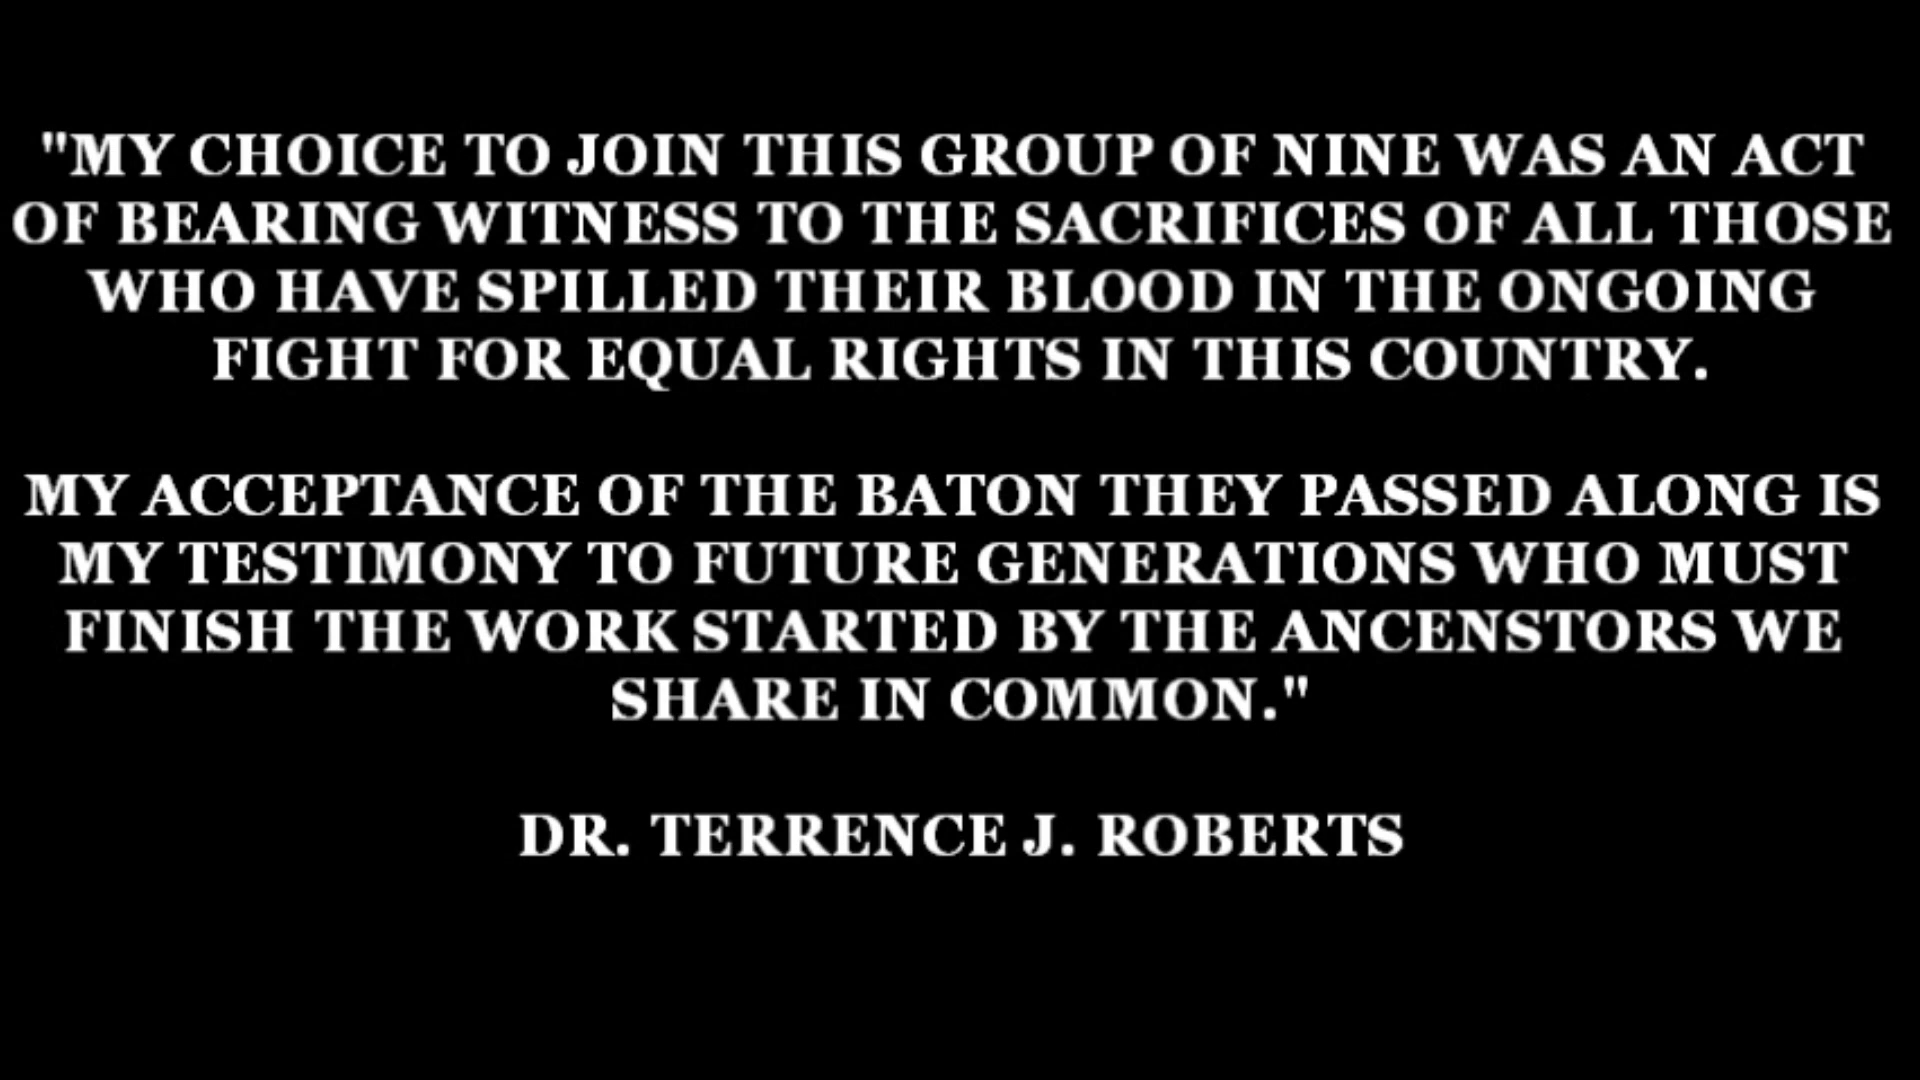 "MY CHOICE TO JOIN THIS GROUP OF NINE WAS AN ACT
OF BEARING WITNESS TO THE SACRIFICES OF ALL THOSE
WHO HAVE SPILLED THEIR BLOOD IN THE ONGOING
FIGHT FOR EQUAL RIGHTS IN THIS COUNTRY.
MY ACCEPTANCE OF THE BATON THEY PASSED ALONG IS
MY TESTIMONY TO FUTURE GENERATIONS WHO MUST
FINISH THE WORK STARTED BY THE ANCENSTORS WE
SHARE IN COMMON."
DR. TERRENCE J. ROBERTS